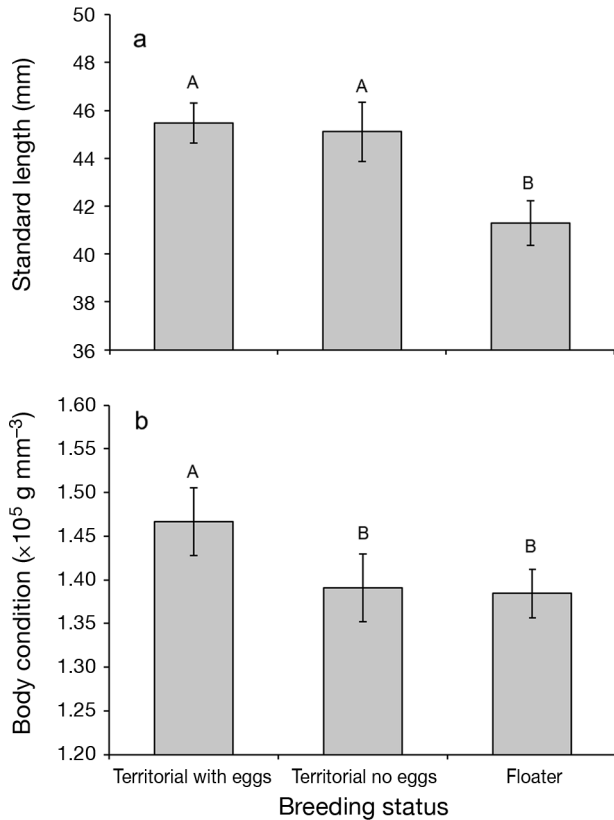 50
48
46
44
42
40
38
36
Standard length (mm)
a
A
A
B
1.60
1.55
1.50
1.45
1.40
1.35
1.30
1.25
1.20
Body condition (×10⁵ g mm⁻³)
b
A
B
B
Territorial with eggs Territorial no eggs Floater
Breeding status